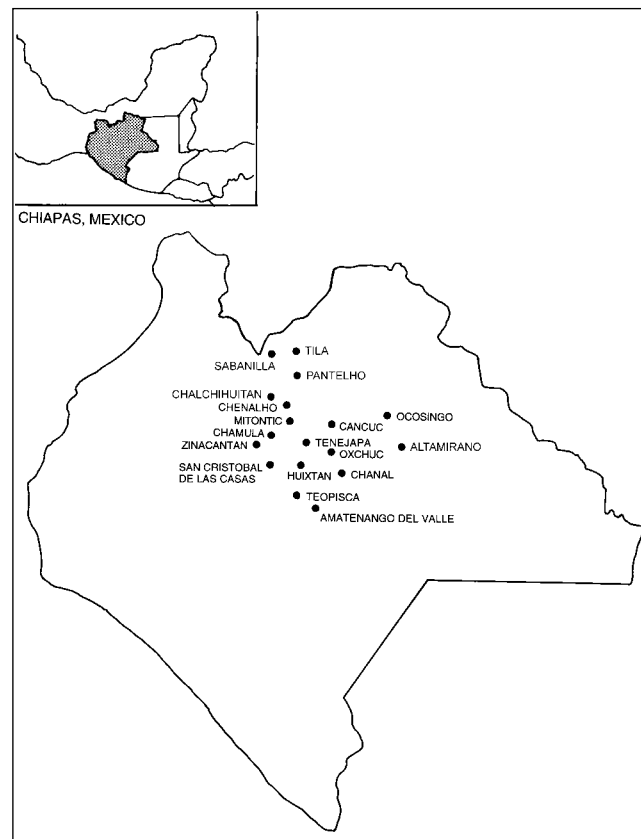 CHIAPAS, MEXICO
TILA
SABANILLA
PANTELHO
CHALCHIHUITAN
CHENALHO
OCOSINGO
MITONTIC
CANCUC
CHAMULA
TENEJAPA
ZINACANTAN
ALTAMIRANO
OXCHUC
SAN CRISTOBAL
DE LAS CASAS
HUIXTAN
CHANAL
TEOPISCA
AMATENANGO DEL VALLE